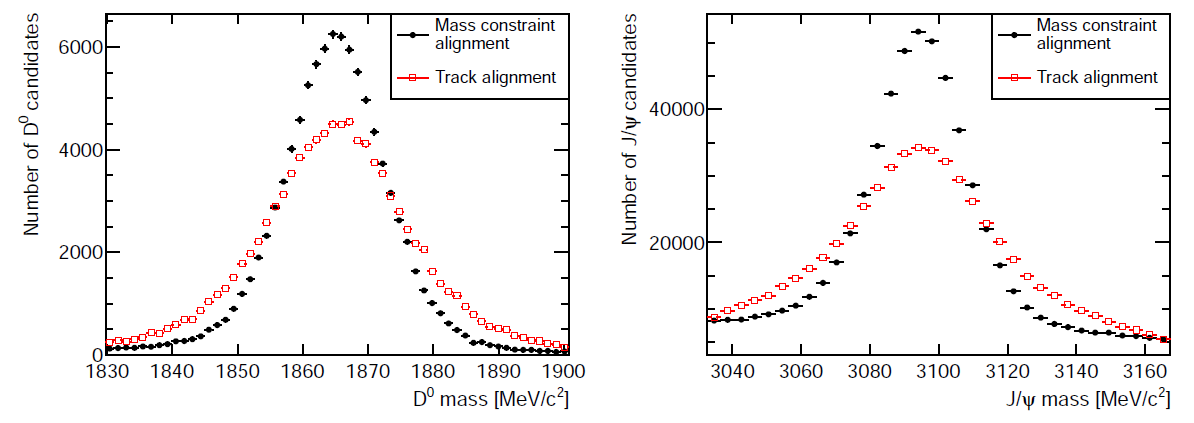 Number of D⁰ candidates
6000
4000
2000
0
Mass constraint
alignment
Track alignment
1830 1840 1850 1860 1870 1880 1890 1900
D⁰ mass [MeV/c²]
Number of J/ψ candidates
40000
20000
Mass constraint
alignment
Track alignment
3040 3060 3080 3100 3120 3140 3160
J/ψ mass [MeV/c²]